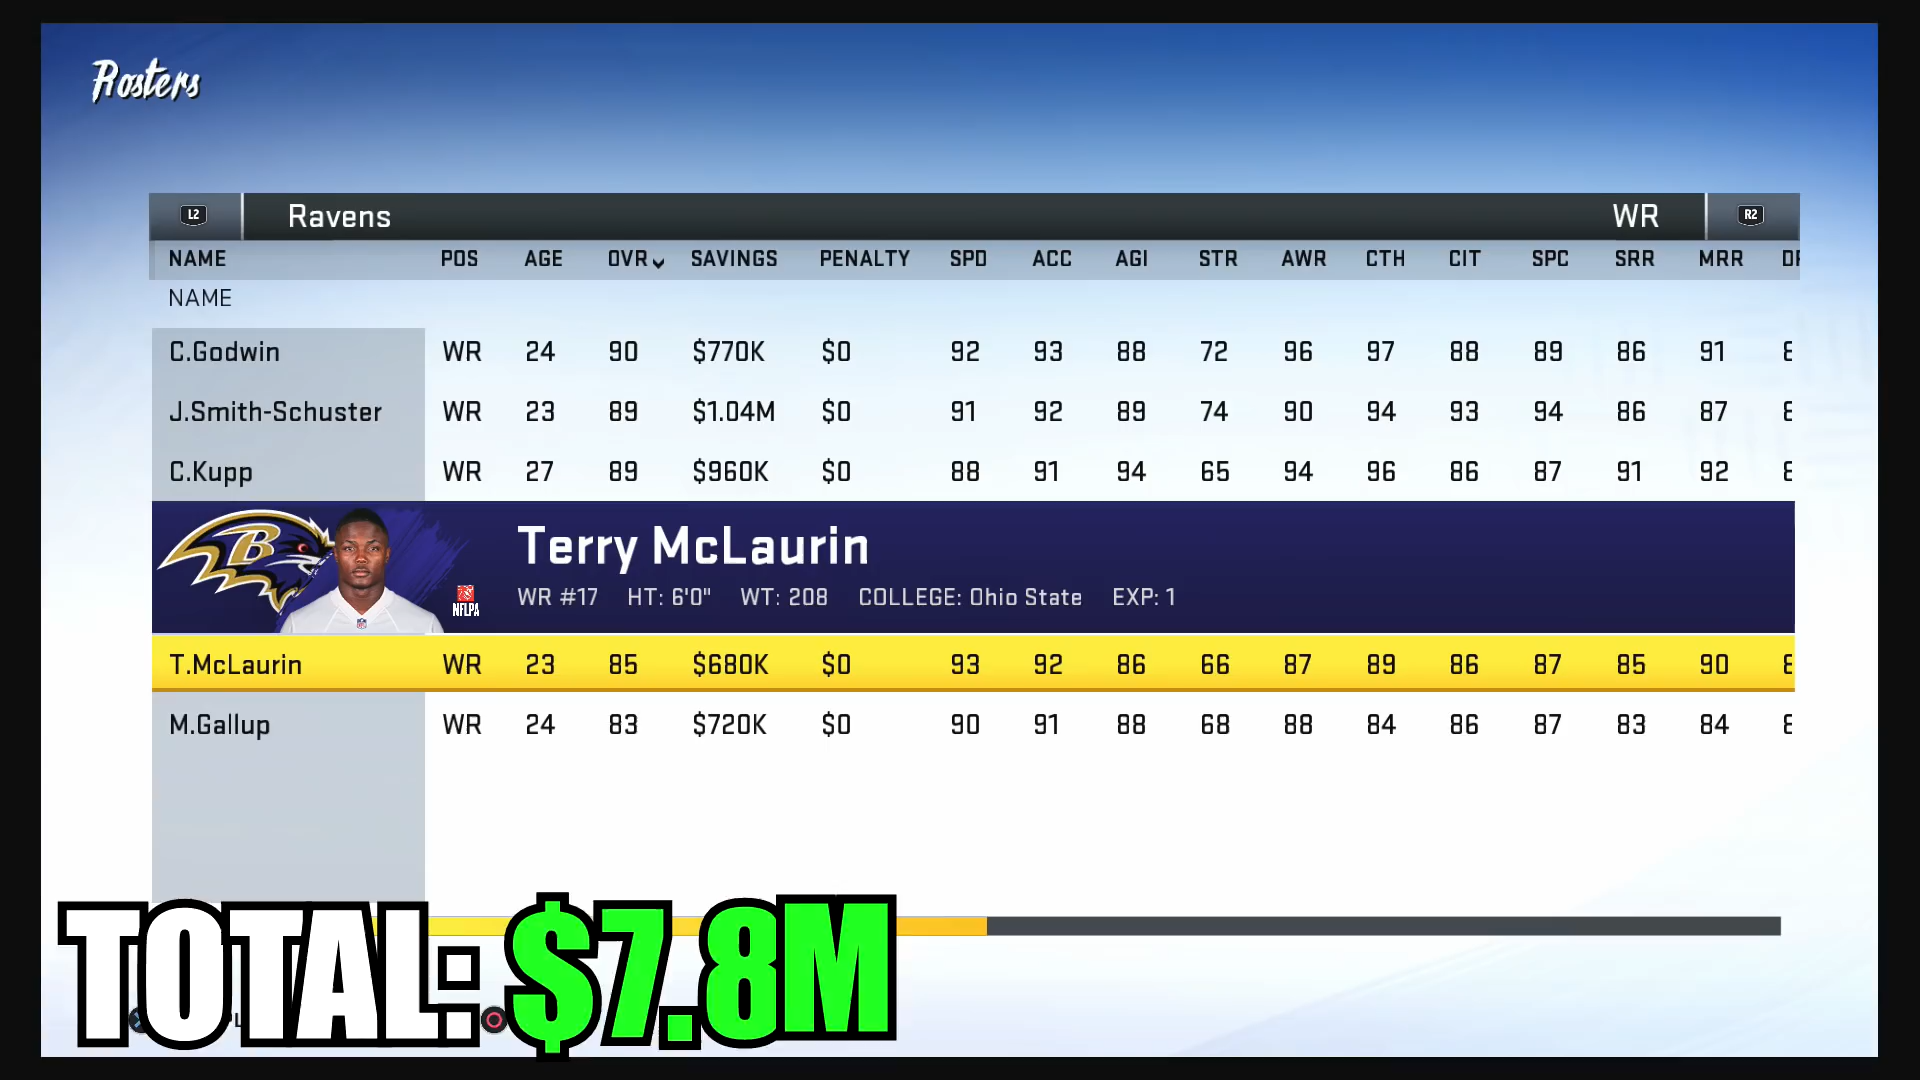 Rosters
L2 Ravens WR R2
NAME POS AGE OVR SAVINGS PENALTY SPD ACC AGI STR AWR CTH CIT SPC SRR MRR
NAME
C.Godwin WR 24 90 $770K $0 92 93 88 72 96 97 88 89 86 91
J.Smith-Schuster WR 23 89 $1.04M $0 91 92 89 74 90 94 93 94 86 87
C.Kupp WR 27 89 $960K $0 88 91 94 65 94 96 86 87 91 92
B
Terry McLaurin
WR #17 HT: 6'0" WT: 208 COLLEGE: Ohio State EXP: 1
NFLPA
T.McLaurin WR 23 85 $680K $0 93 92 86 66 87 89 86 87 85 90
M.Gallup WR 24 83 $720K $0 90 91 88 68 88 84 86 87 83 84
TOTAL: $7.8M